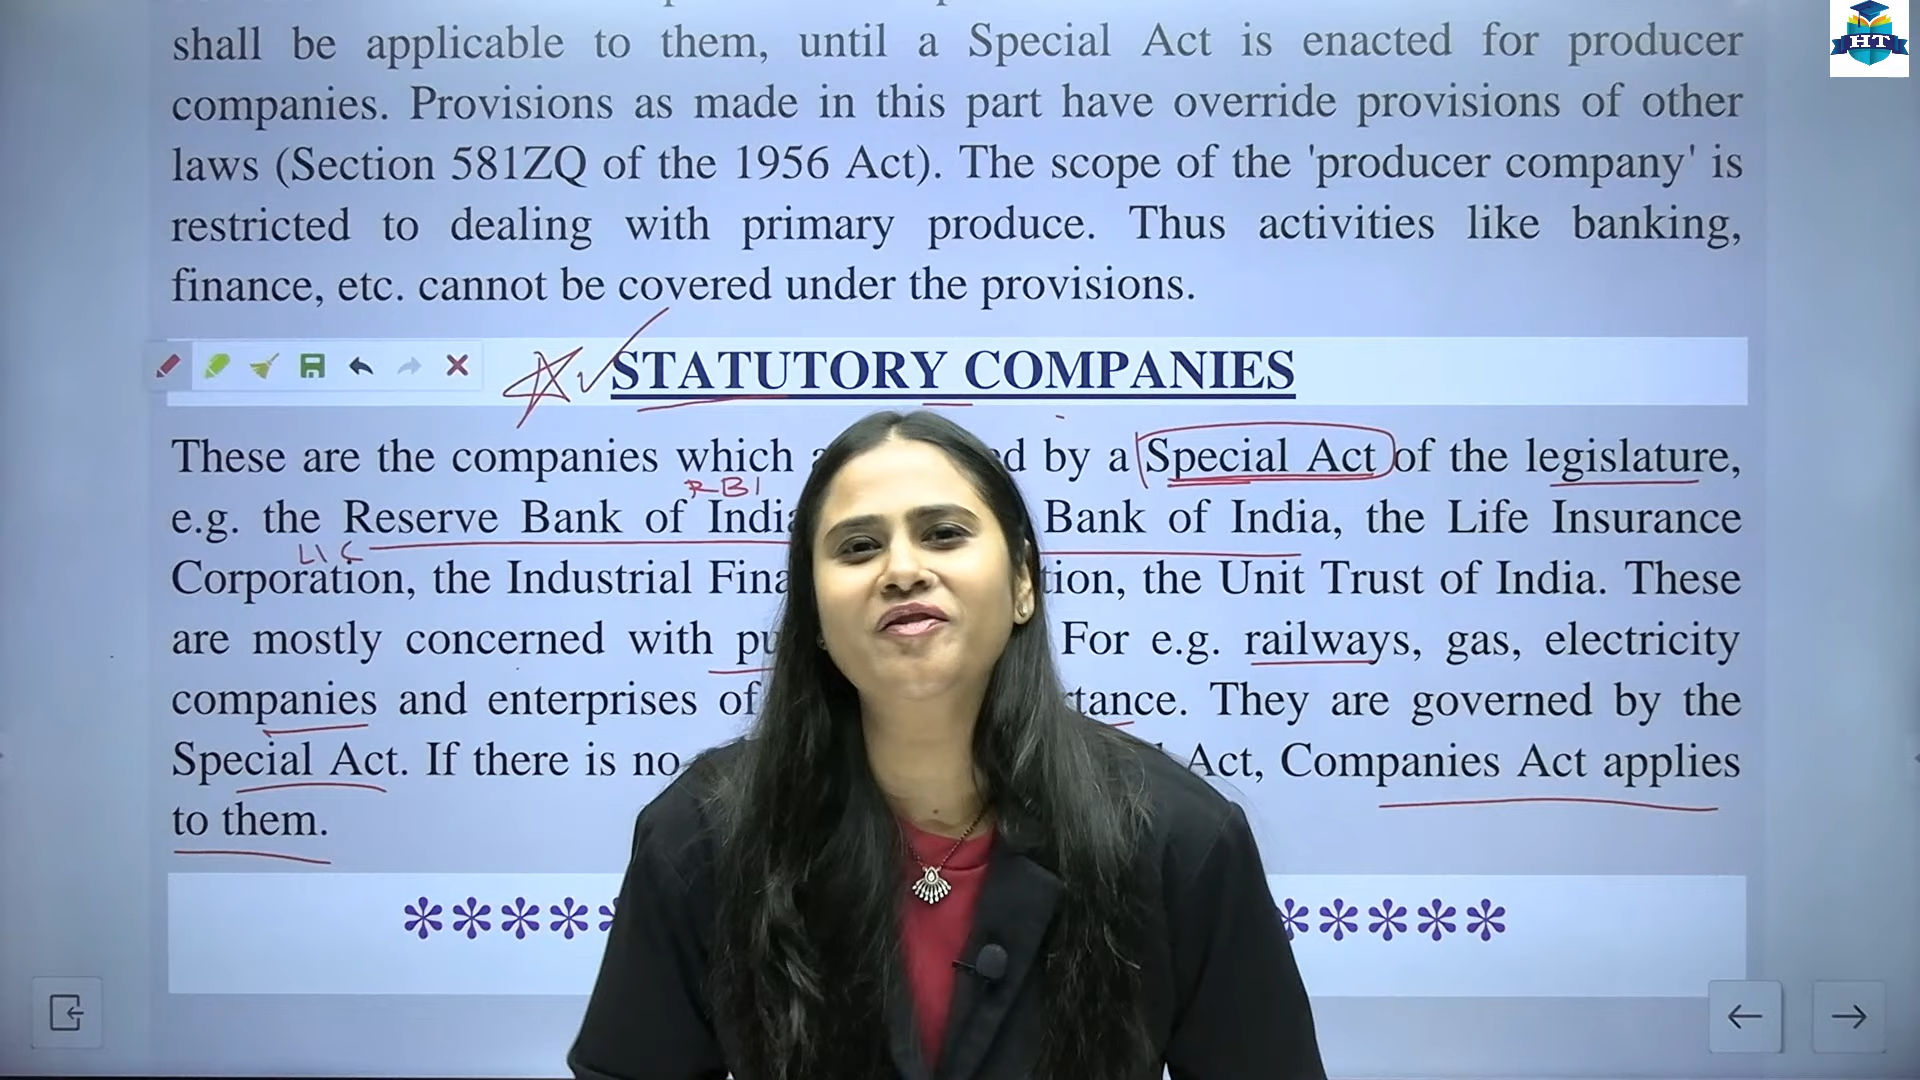 shall be applicable to them, until a Special Act is enacted for producer
companies. Provisions as made in this part have override provisions of other
laws (Section 581ZQ of the 1956 Act). The scope of the 'producer company' is
restricted to dealing with primary produce. Thus activities like banking,
finance, etc. cannot be covered under the provisions.
STATUTORY COMPANIES
These are the companies which by a Special Act of the legislature,
RBI
e.g. the Reserve Bank of India Bank of India, the Life Insurance
LIC
Corporation, the Industrial the Unit Trust of India. These
are mostly concerned with For e.g. railways, gas, electricity
companies and enterprises of They are governed by the
Special Act. If there is no Act, Companies Act applies
to them.
*****
*****
HT